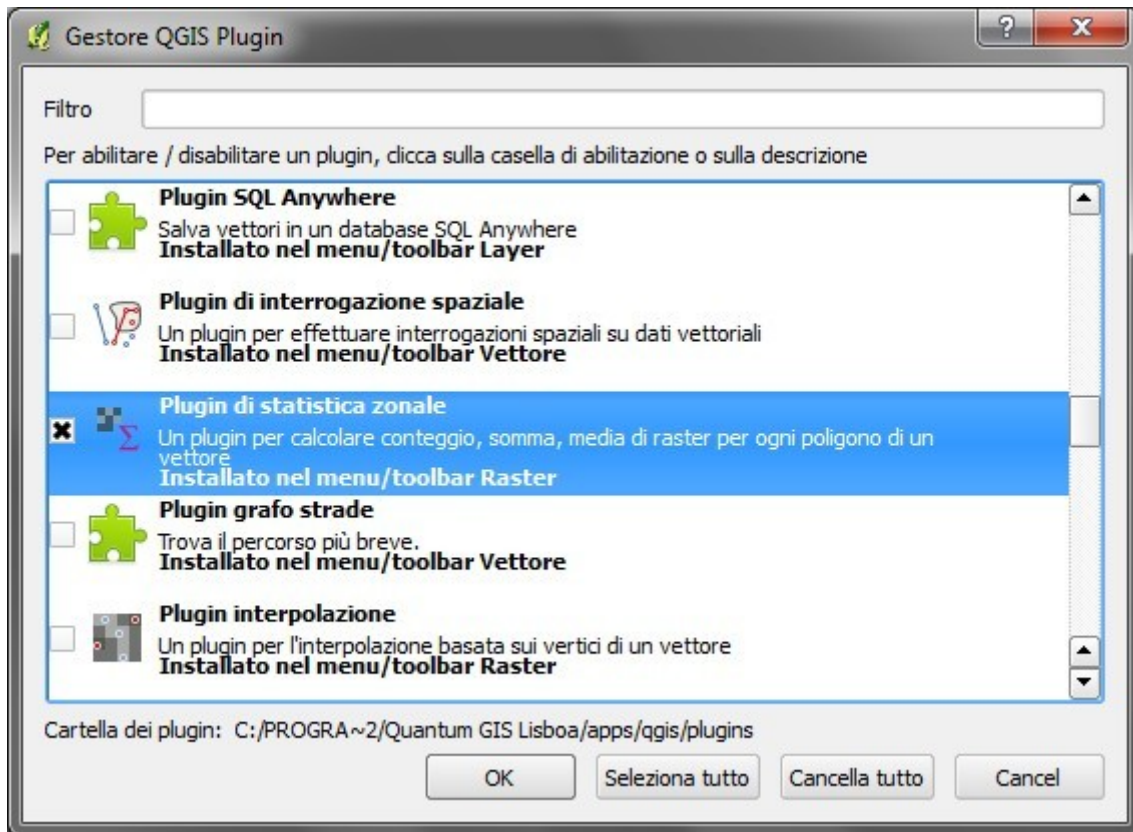 Gestore QGIS Plugin
Filtro
Per abilitare / disabilitare un plugin, clicca sulla casella di abilitazione o sulla descrizione
Plugin SQL Anywhere
Salva vettori in un database SQL Anywhere
Installato nel menu/toolbar Layer
Plugin di interrogazione spaziale
Un plugin per effettuare interrogazioni spaziali su dati vettoriali
Installato nel menu/toolbar Vettore
Plugin di statistica zonale
Un plugin per calcolare conteggio, somma, media di raster per ogni poligono di un
vettore
Installato nel menu/toolbar Raster
Plugin grafo strade
Trova il percorso più breve.
Installato nel menu/toolbar Vettore
Plugin interpolazione
Un plugin per l'interpolazione basata sui vertici di un vettore
Installato nel menu/toolbar Raster
Cartella dei plugin: C:/PROGRA~2/Quantum GIS Lisboa/apps/qgis/plugins
OK Seleziona tutto Cancella tutto Cancel